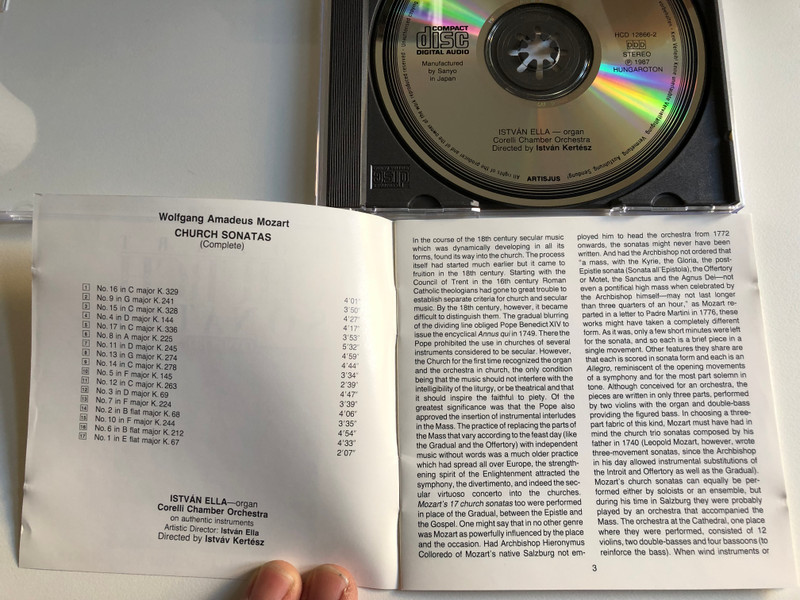 COMPACT
disc
DIGITAL AUDIO
Manufactured
by Sanyo
in Japan
HCD 12866-2
DDD
STEREO
Ⓟ 1987
HUNGAROTON
ISTVÁN ELLA — organ
Corelli Chamber Orchestra
Directed by István Kertész
All rights of the producer and of the owner of the work reproduced reserved
ARTISJUS
Wolfgang Amadeus Mozart
CHURCH SONATAS
(Complete)
1 No. 16 in C major K. 329 4'01"
2 No. 9 in G major K. 241 3'50"
3 No. 15 in C major K. 328 4'27"
4 No. 4 in D major K. 144 4'17"
5 No. 17 in C major K. 336 3'53"
6 No. 8 in A major K. 225 5'32"
7 No. 11 in D major K. 245 4'59"
8 No. 13 in G major K. 274 4'44"
9 No. 14 in C major K. 278 3'34"
10 No. 5 in F major K. 145 2'39"
11 No. 12 in C major K. 263 4'47"
12 No. 3 in D major K. 69 3'39"
13 No. 7 in F major K. 224 4'06"
14 No. 2 in B flat major K. 68 3'35"
15 No. 10 in F major K. 244 4'54"
16 No. 6 in B flat major K. 212 4'33"
17 No. 1 in E flat major K. 67 2'07"
ISTVÁN ELLA—organ
Corelli Chamber Orchestra
on authentic instruments
Artistic Director: István Ella
Directed by Istváv Kertész
In the course of the 18th century secular music
which was dynamically developing in all its
forms, found its way into the church. The process
itself had started much earlier but it came to
fruition in the 18th century. Starting with the
Council of Trent in the 16th century Roman
Catholic theologians had gone to great trouble to
establish separate criteria for church and secular
music. By the 18th century, however, it became
difficult to distinguish them. The gradual blurring
of the dividing line obliged Pope Benedict XIV to
issue the encyclical Annus qui in 1749. There the
Pope prohibited the use in churches of several
instruments considered to be secular. However,
the Church for the first time recognized the organ
and the orchestra in church, the only condition
being that the music should not interfere with the
intelligibility of the liturgy, or be theatrical and that
it should inspire the faithful to piety. Of the
greatest significance was that the Pope also
approved the insertion of instrumental interludes
in the Mass. The practice of replacing the parts of
the Mass that vary according to the feast day (like
the Gradual and the Offertory) with independent
music without words was a much older practice
which had spread all over Europe, the strength-
ening spirit of the Enlightenment attracted the
symphony, the divertimento, and indeed the sec-
ular virtuoso concerto into the churches.
Mozart's 17 church sonatas too were performed
in place of the Gradual, between the Epistle and
the Gospel. One might say that in no other genre
was Mozart as powerfully influenced by the place
and the occasion. Had Archbishop Hieronymus
Colloredo of Mozart's native Salzburg not em-
ployed him to head the orchestra from 1772
onwards, the sonatas might never have been
written. And had the Archbishop not ordered that
"a mass, with the Kyrie, the Gloria, the post-
Epistle sonata (Sonata all'Epistola), the Offertory
or Motet, the Sanctus and the Agnus Dei—not
even a pontifical high mass when celebrated by
the Archbishop himself—may not last longer
than three quarters of an hour," as Mozart re-
ported in a letter to Padre Martini in 1776, these
works might have taken a completely different
form. As it was, only a few short minutes were left
for the sonata, and so each is a brief piece in a
single movement. Other features they share are
that each is scored in sonata form and each is an
Allegro, reminiscent of the opening movements
of a symphony and for the most part solemn in
tone. Although conceived for an orchestra, the
pieces are written in only three parts, performed
by two violins with the organ and double-bass
providing the figured bass. In choosing a three-
part fabric of this kind, Mozart must have had in
mind the church trio sonatas composed by his
father in 1740 (Leopold Mozart, however, wrote
three-movement sonatas, since the Archbishop
in his day allowed instrumental substitutions of
the Introit and Offertory as well as the Gradual).
Mozart's church sonatas can equally be per-
formed either by soloists or an ensemble, but
during his time in Salzburg they were probably
played by an orchestra that accompanied the
Mass. The orchestra at the Cathedral, one place
where they were performed, consisted of 12
violins, two double-basses and four bassoons (to
reinforce the bass). When wind instruments or
3